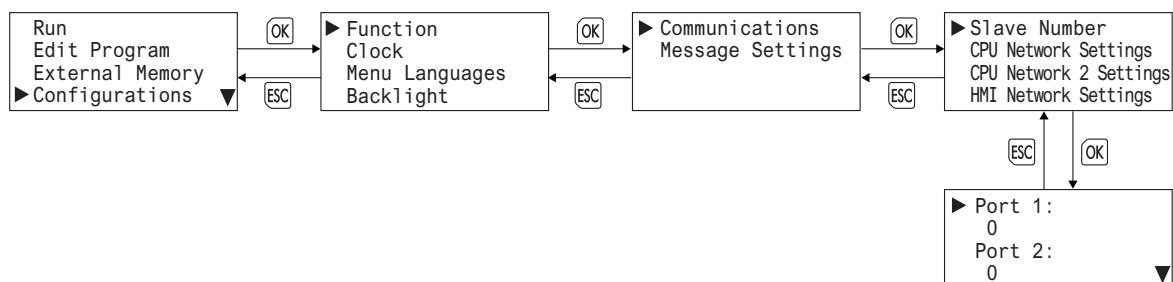 Run
Edit Program
External Memory
▶Configurations ▼
OK
ESC
▶ Function
Clock
Menu Languages
Backlight
OK
ESC
▶ Communications
Message Settings
OK
ESC
▶ Slave Number
CPU Network Settings
CPU Network 2 Settings
HMI Network Settings
ESC
OK
▶ Port 1:
0
Port 2:
0 ▼